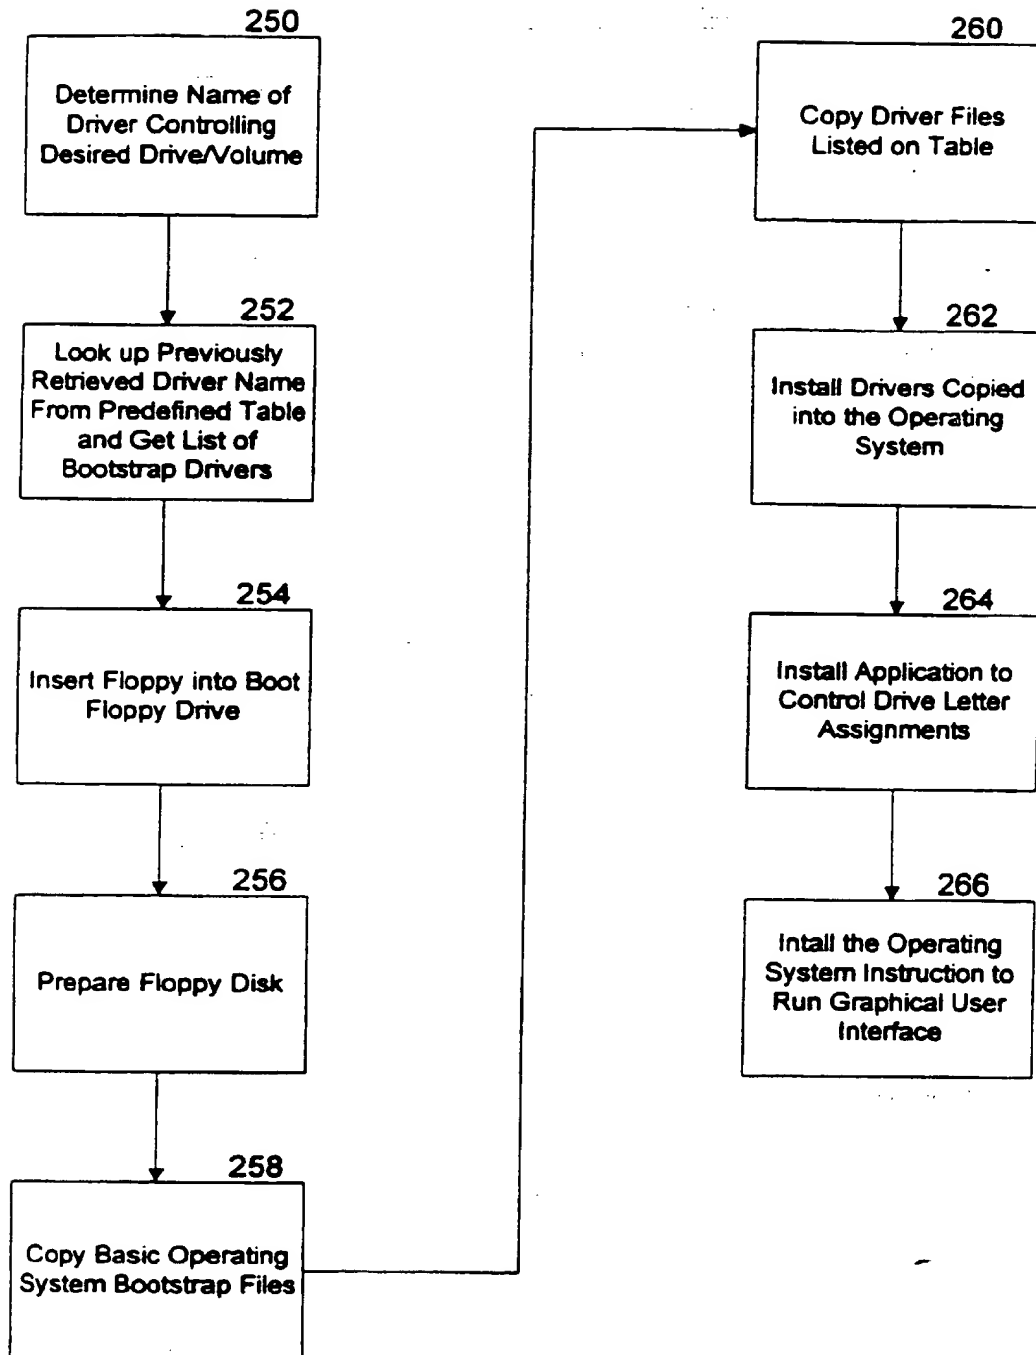 250
Determine Name of
Driver Controlling
Desired Drive/Volume
252
Look up Previously
Retrieved Driver Name
From Predefined Table
and Get List of
Bootstrap Drivers
254
Insert Floppy into Boot
Floppy Drive
256
Prepare Floppy Disk
258
Copy Basic Operating
System Bootstrap Files
260
Copy Driver Files
Listed on Table
262
Install Drivers Copied
into the Operating
System
264
Install Application to
Control Drive Letter
Assignments
266
Intall the Operating
System Instruction to
Run Graphical User
Interface